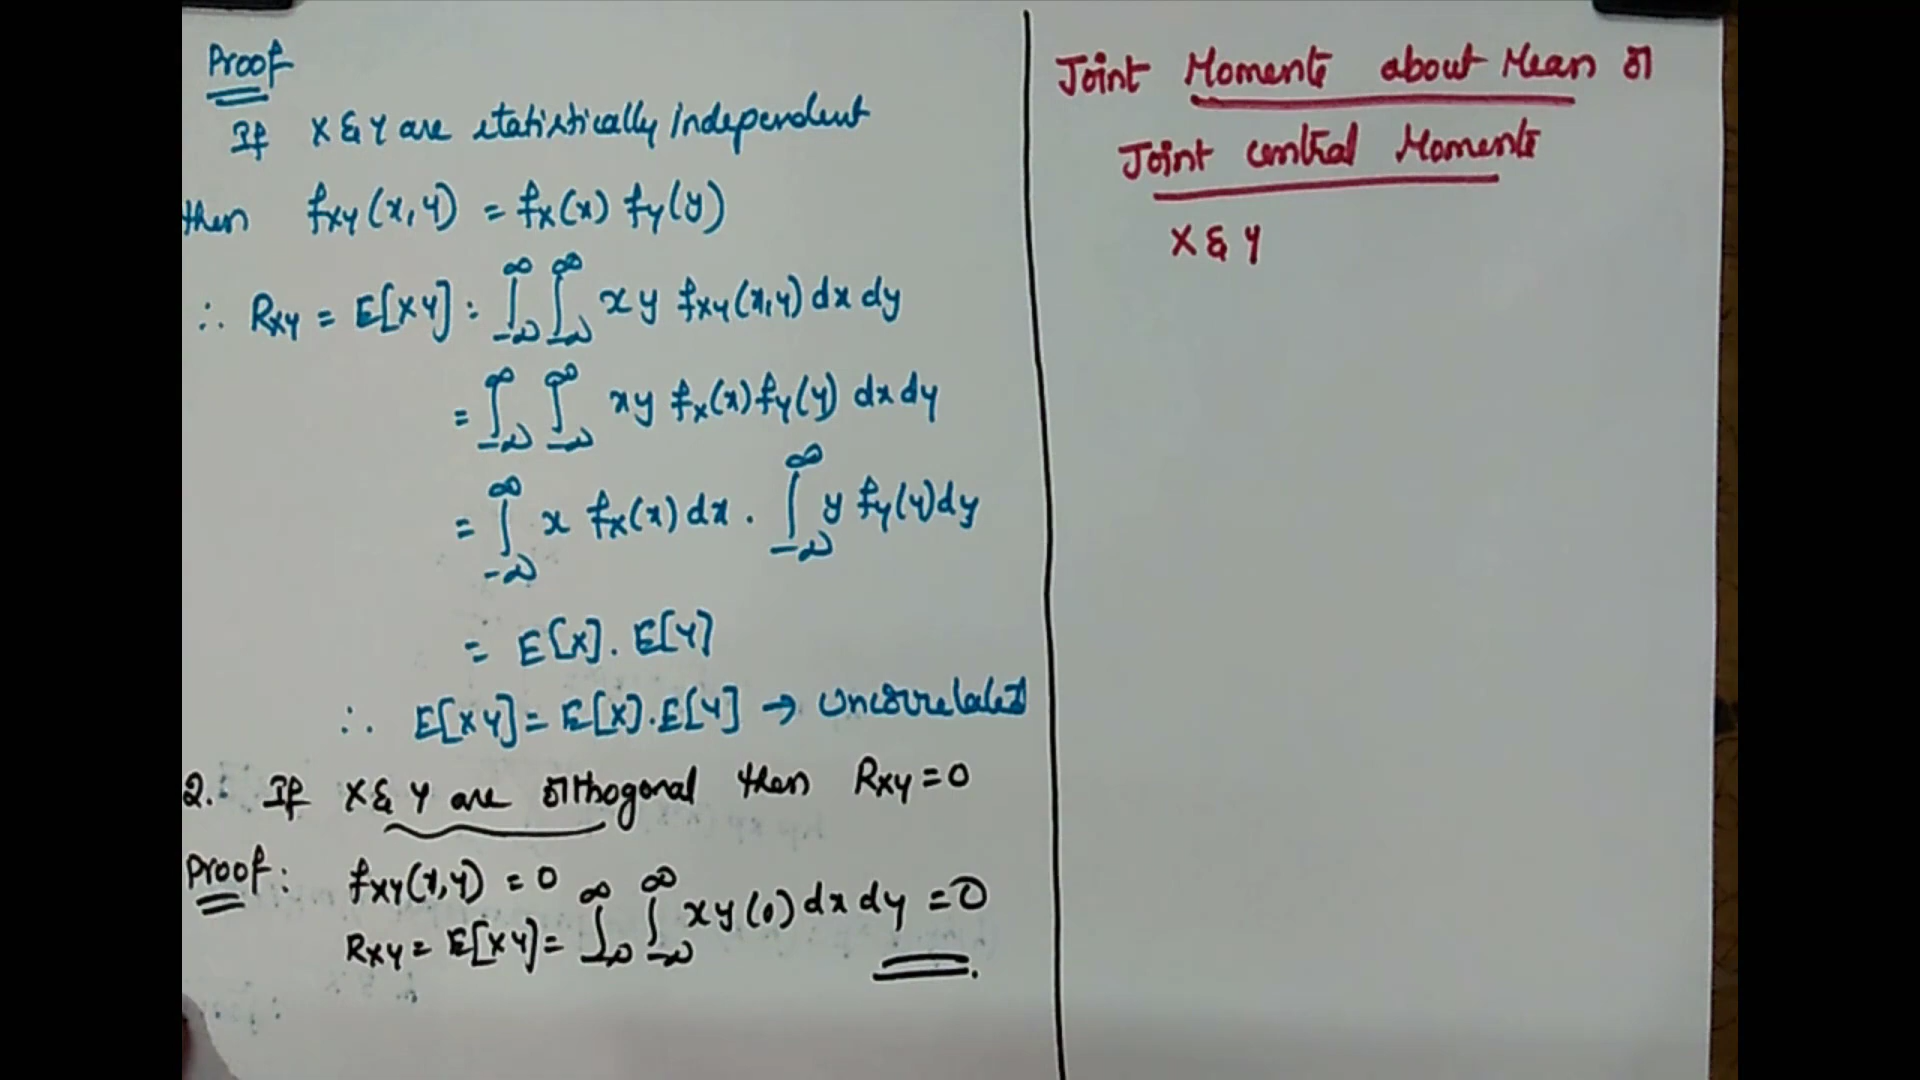 Proof
If X & Y are statistically independent
then fXY(x,y) = fX(x) fY(y)
∴ RXY = E[XY] = ∫_{-∞}^{∞} ∫_{-∞}^{∞} x y fXY(x,y) dx dy
= ∫_{-∞}^{∞} ∫_{-∞}^{∞} xy fX(x) fY(y) dx dy
= ∫_{-∞}^{∞} x fX(x) dx . ∫_{-∞}^{∞} y fY(y) dy
= E[X] . E[Y]
∴ E[XY] = E[X] . E[Y] → Uncorrelated
2. If X & Y are orthogonal then RXY = 0
Proof: fXY(x,y) = 0
RXY = E[XY] = ∫_{-∞}^{∞} ∫_{-∞}^{∞} xy (0) dx dy = 0
Joint Moments about Mean or
Joint central Moments
X & Y